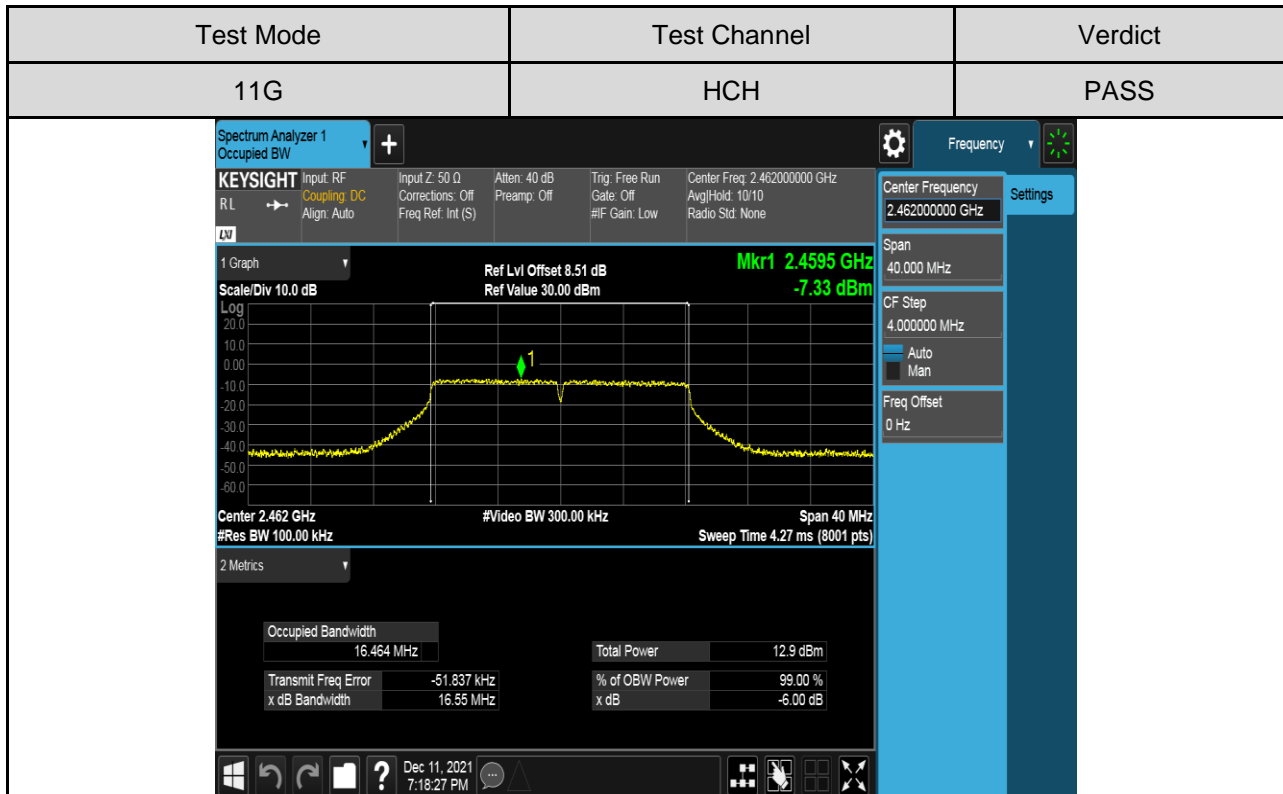 Test Mode Test Channel Verdict
11G HCH PASS
Spectrum Analyzer 1
Occupied BW
+
Frequency
KEYSIGHT Input: RF Input Z: 50 Ω Atten: 40 dB Trig: Free Run Center Freq: 2.462000000 GHz
RL Coupling: DC Corrections: Off Preamp: Off Gate: Off Avg|Hold: 10/10
Align: Auto Freq Ref: Int (S) #IF Gain: Low Radio Std: None
LXI
Center Frequency
2.462000000 GHz
Settings
Span
40.000 MHz
CF Step
4.000000 MHz
Auto
Man
Freq Offset
0 Hz
1 Graph Ref Lvl Offset 8.51 dB Mkr1 2.4595 GHz
Scale/Div 10.0 dB Ref Value 30.00 dBm -7.33 dBm
Log
20.0
10.0
0.00
1
-10.0
-20.0
-30.0
-40.0
-50.0
-60.0
Center 2.462 GHz #Video BW 300.00 kHz Span 40 MHz
#Res BW 100.00 kHz Sweep Time 4.27 ms (8001 pts)
2 Metrics
Occupied Bandwidth
16.464 MHz Total Power 12.9 dBm
Transmit Freq Error -51.837 kHz % of OBW Power 99.00 %
x dB Bandwidth 16.55 MHz x dB -6.00 dB
? Dec 11, 2021
7:18:27 PM